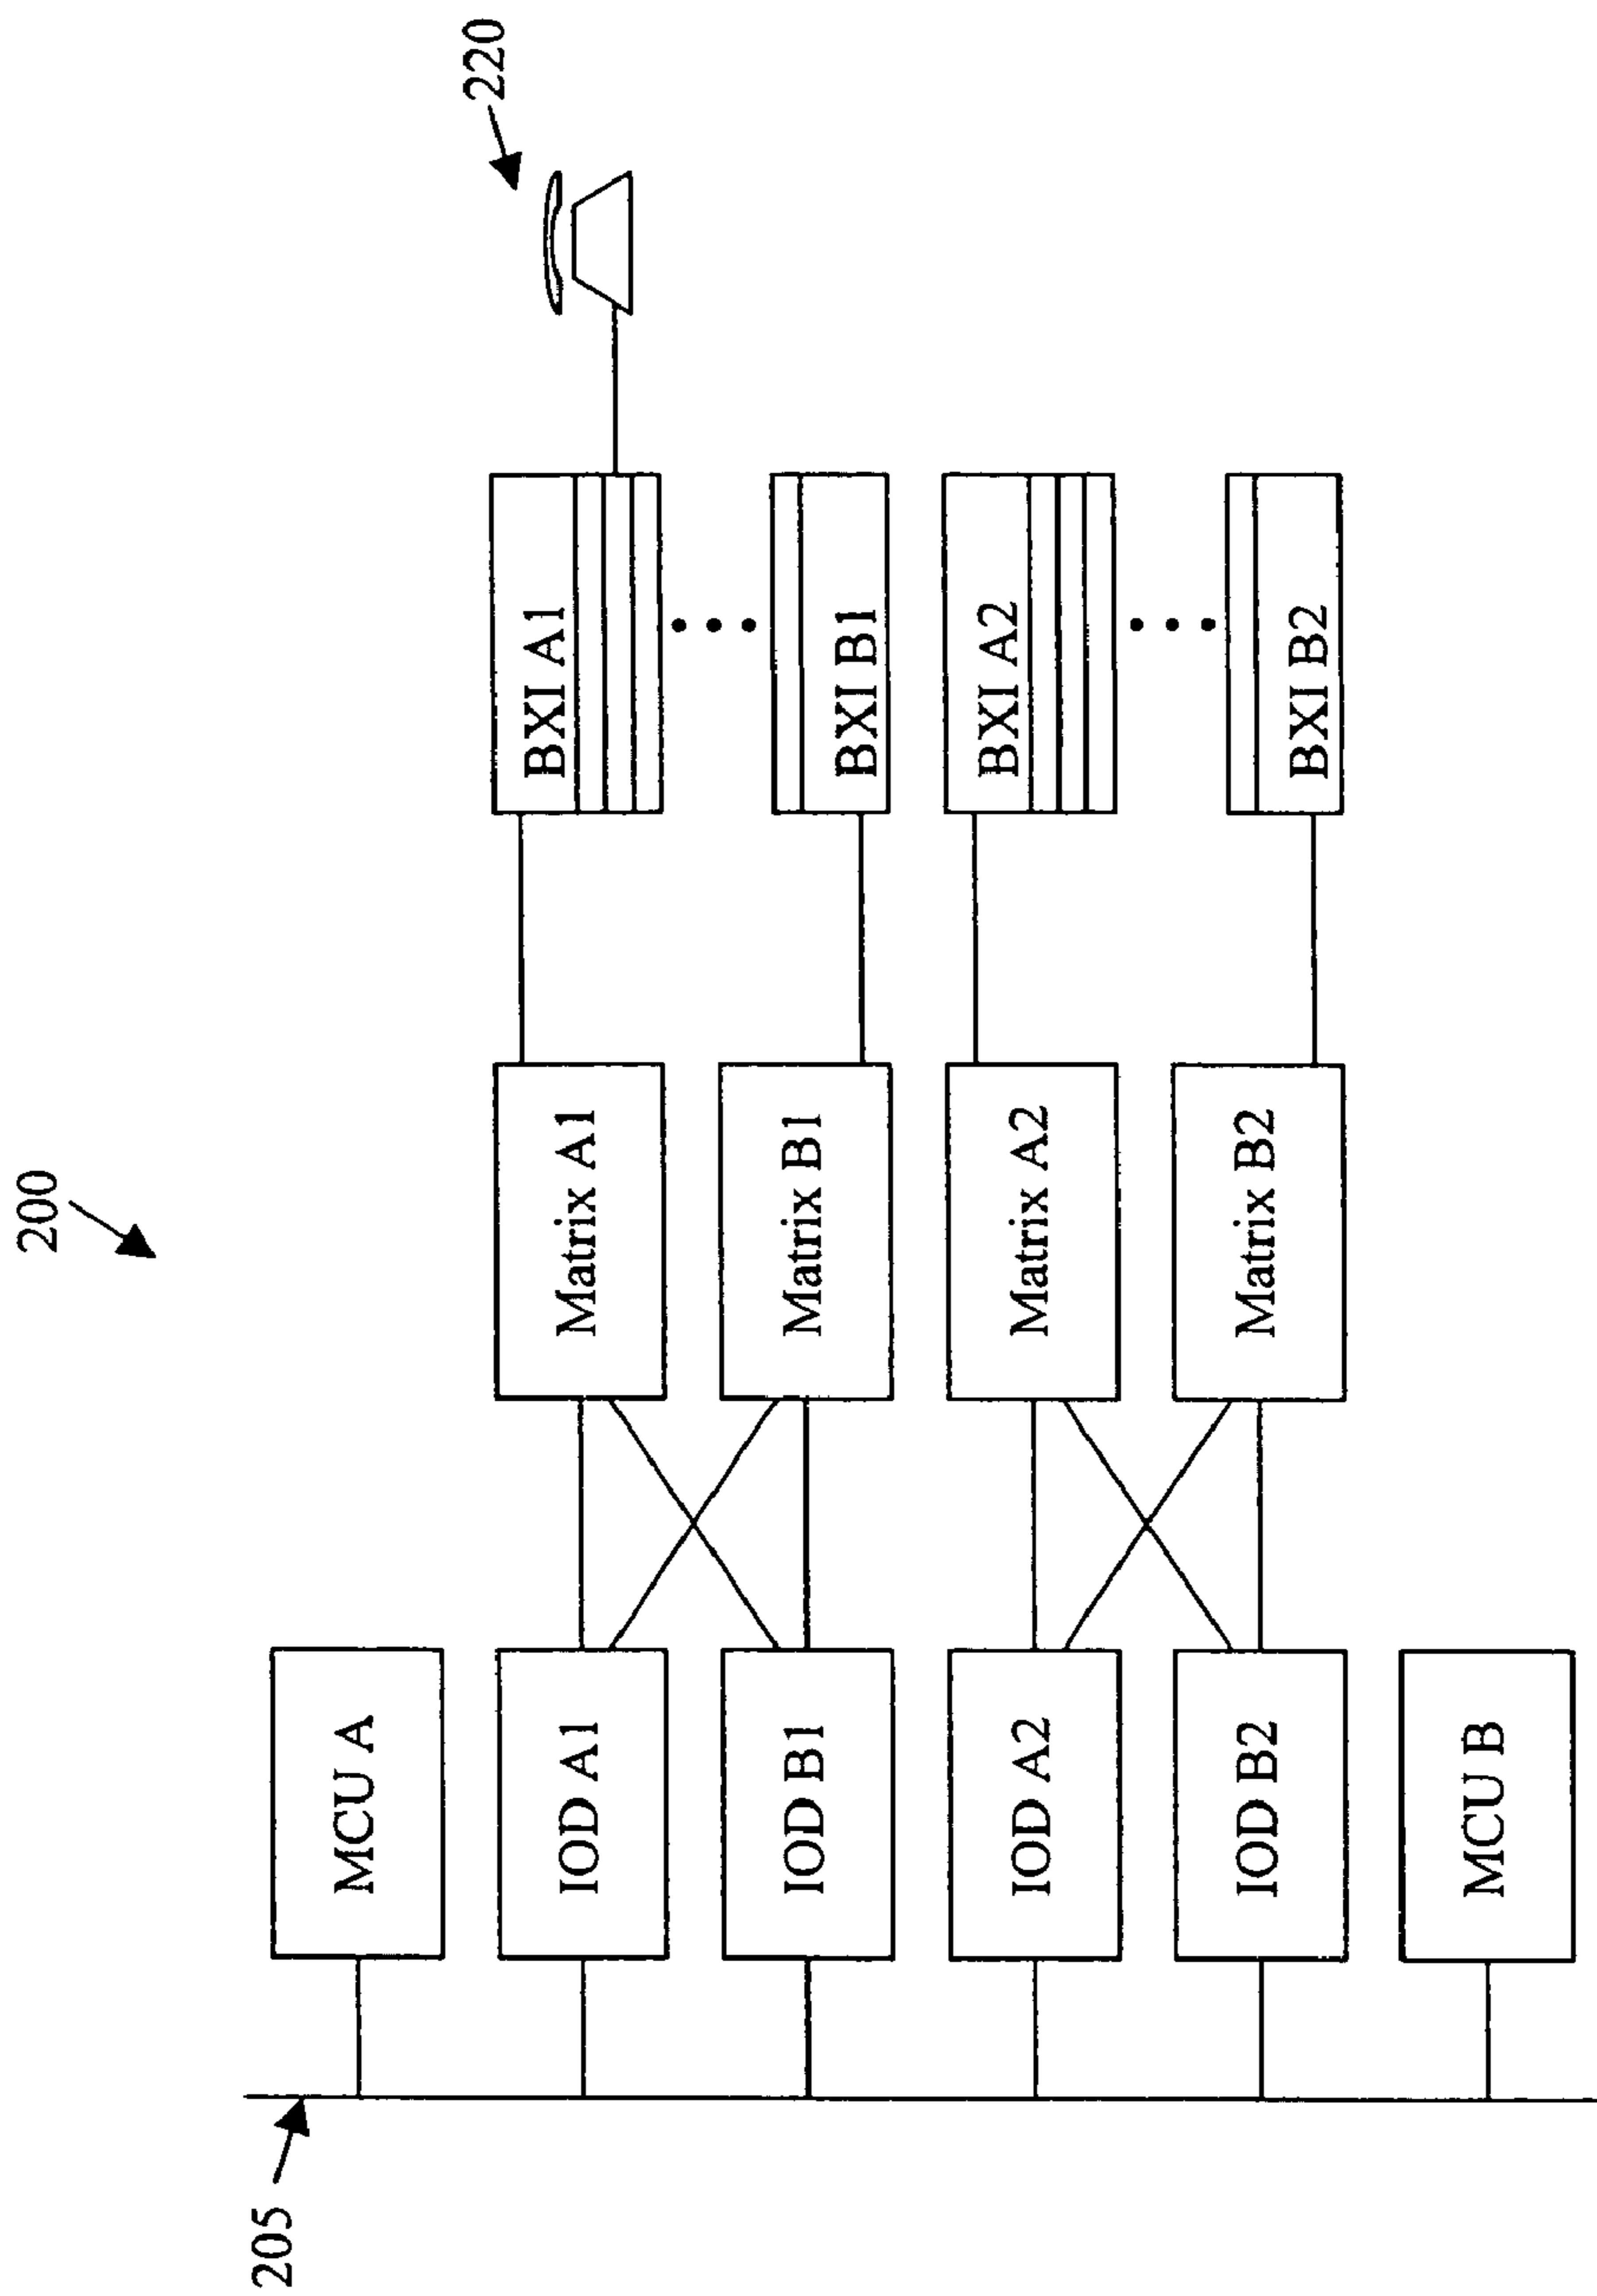 200
220
205
MCU A
IOD A1
Matrix A1
BXI A1
IOD B1
Matrix B1
BXI B1
IOD A2
Matrix A2
BXI A2
IOD B2
Matrix B2
BXI B2
MCU B